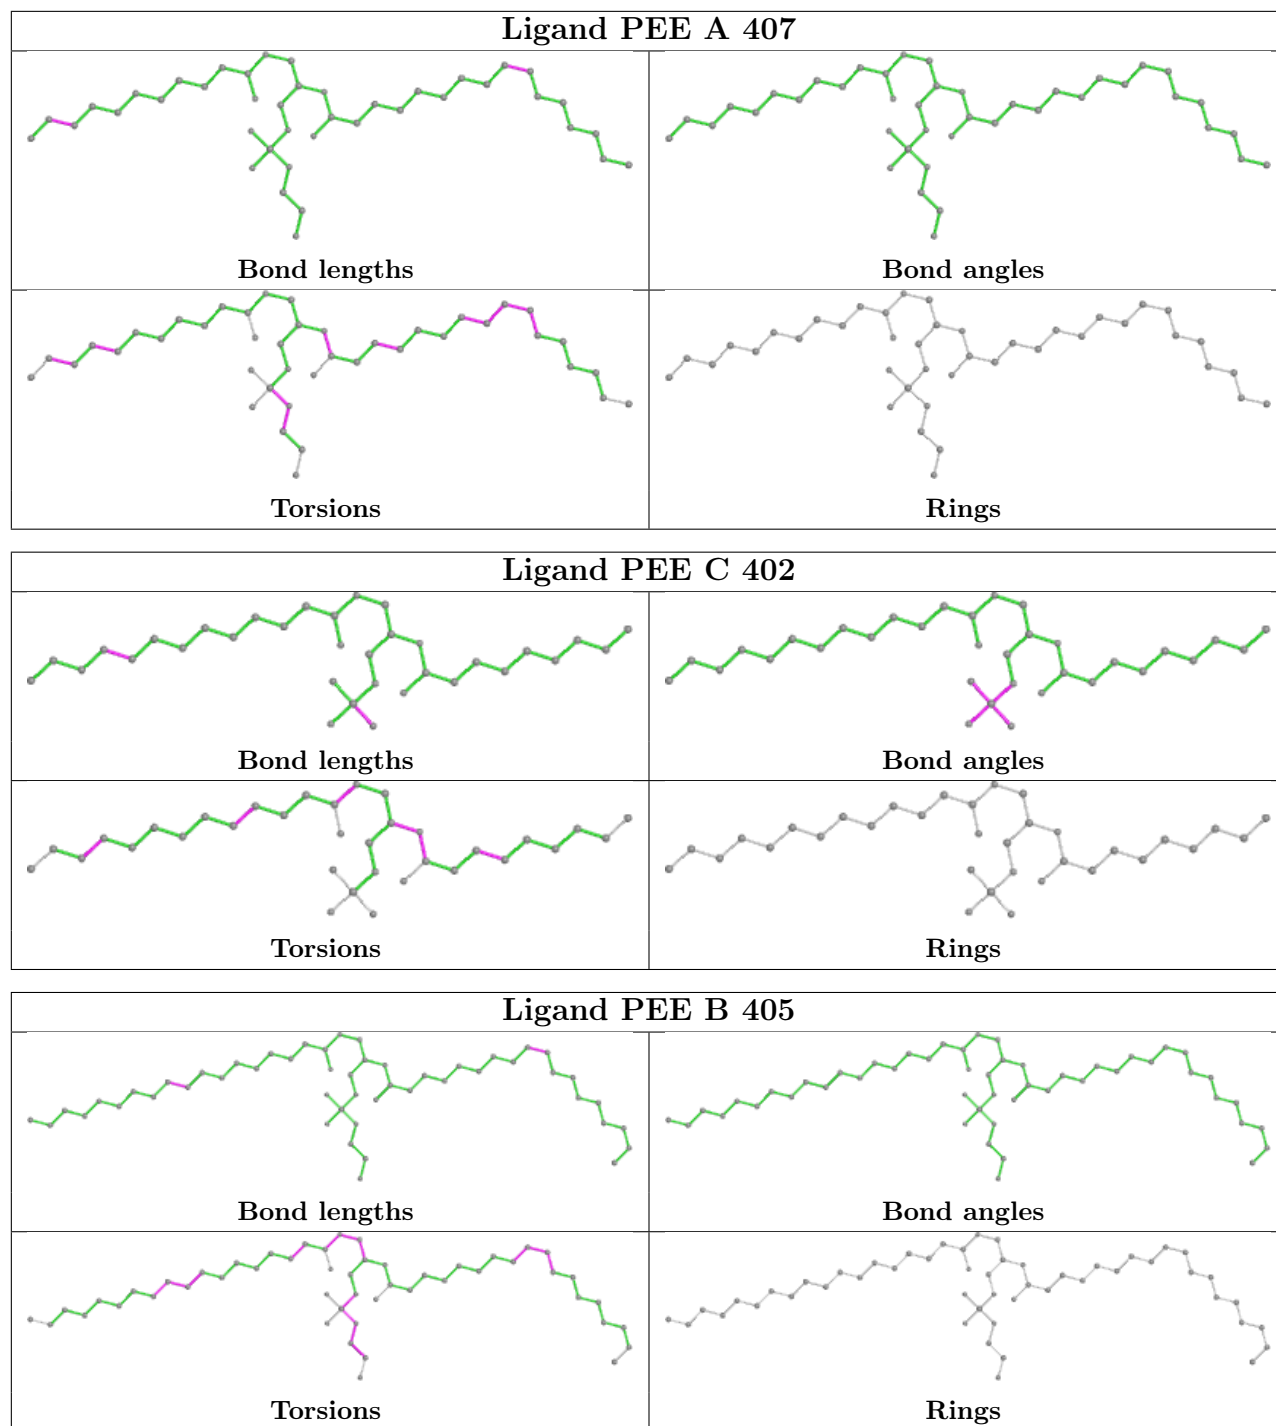 Ligand PEE A 407
Bond lengths
Bond angles
Torsions
Rings
Ligand PEE C 402
Bond lengths
Bond angles
Torsions
Rings
Ligand PEE B 405
Bond lengths
Bond angles
Torsions
Rings